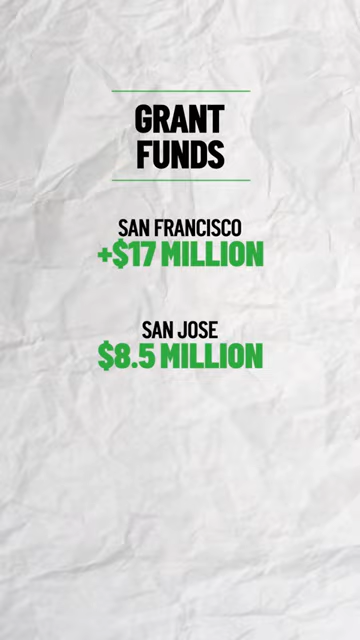 GRANT
FUNDS
SAN FRANCISCO
+$17 MILLION
SAN JOSE
$8.5 MILLION